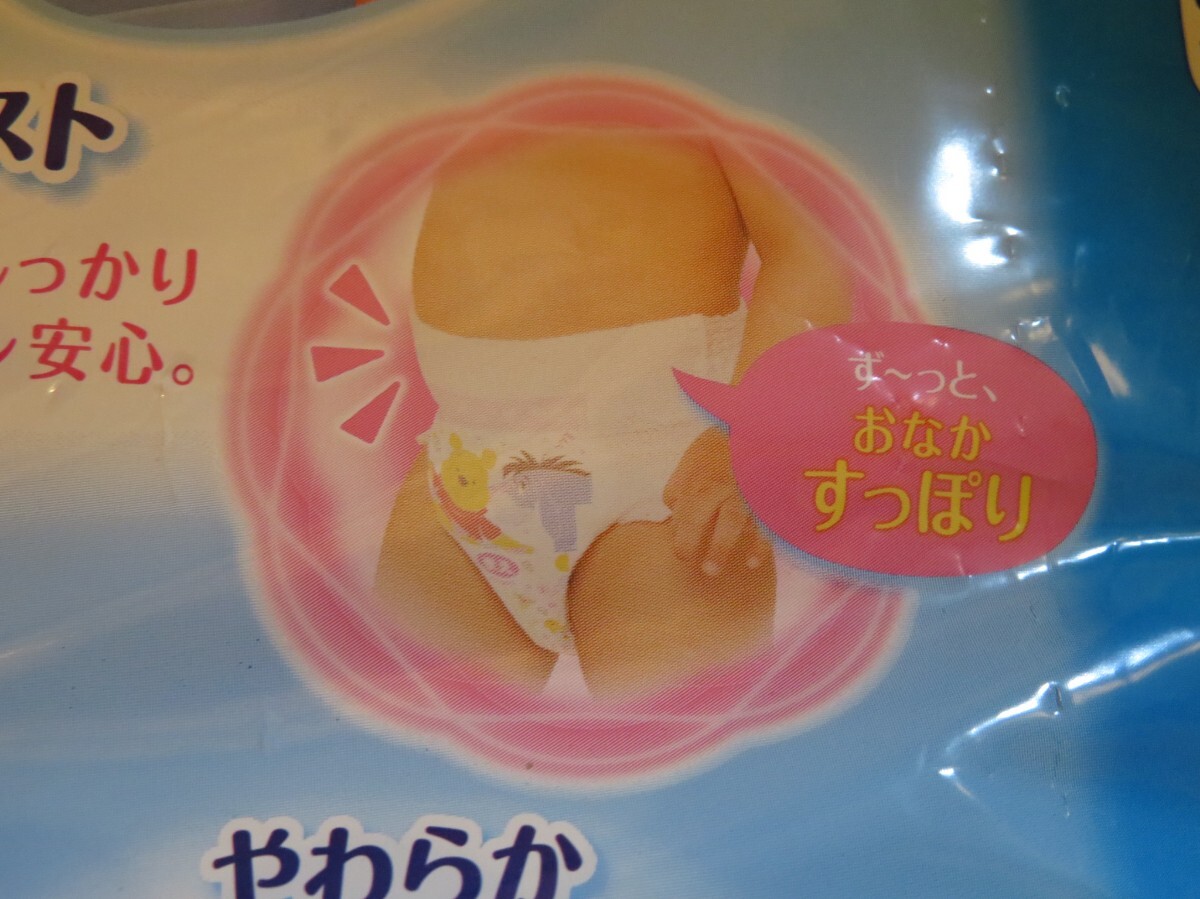 スト
っかり
安心。
ず～っと、
おなか
すっぽり
やわらか